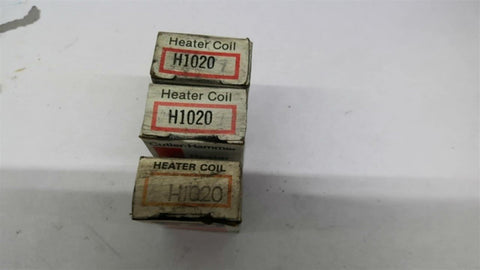 Heater Coil
H1020
Heater Coil
H1020
Cutler-Hammer
HEATER COIL
H1020